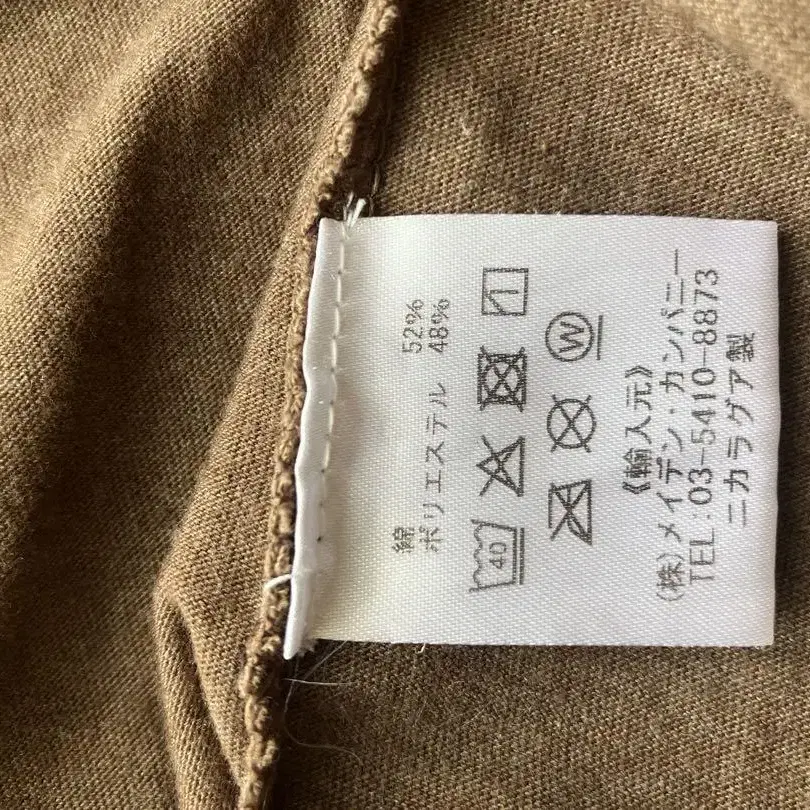 綿 52%
ポリエステル 48%
40
W
《輸入元》
(株)メイデン・カンパニー
TEL:03-5410-8873
ニカラグア製